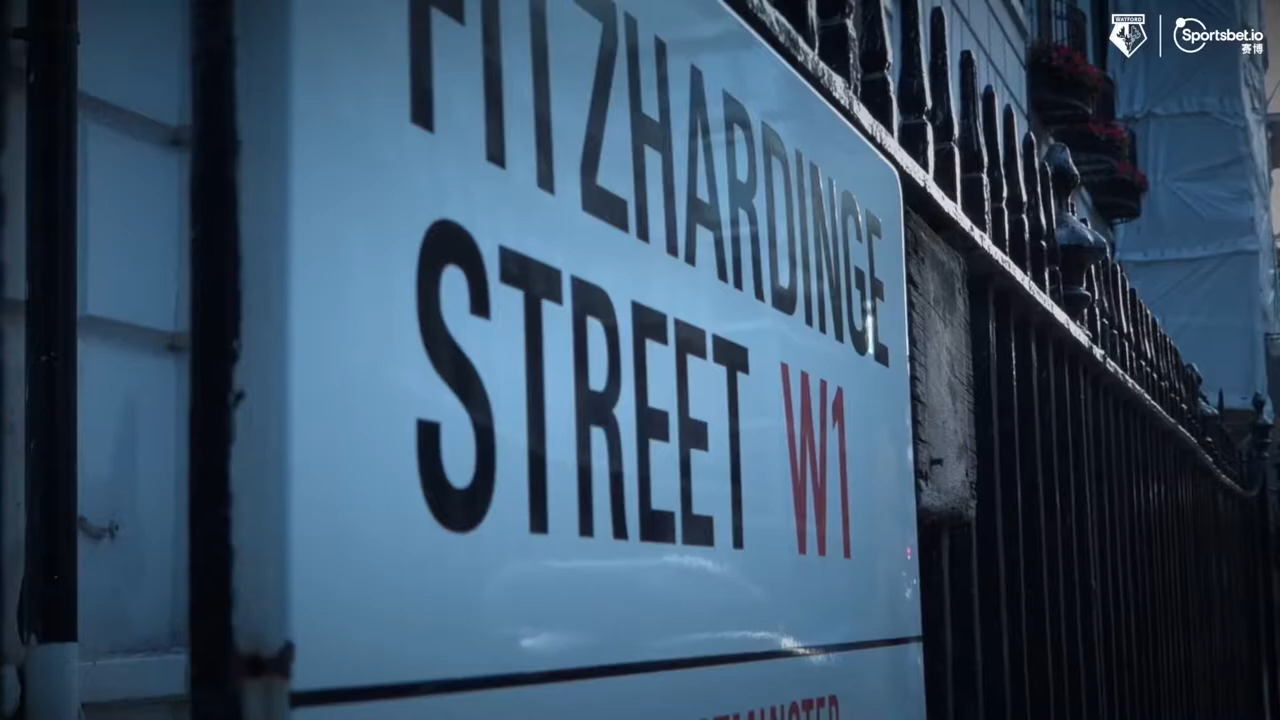 WATFORD
Sportsbet.io
赛博
FITZHARDINGE
STREET W1